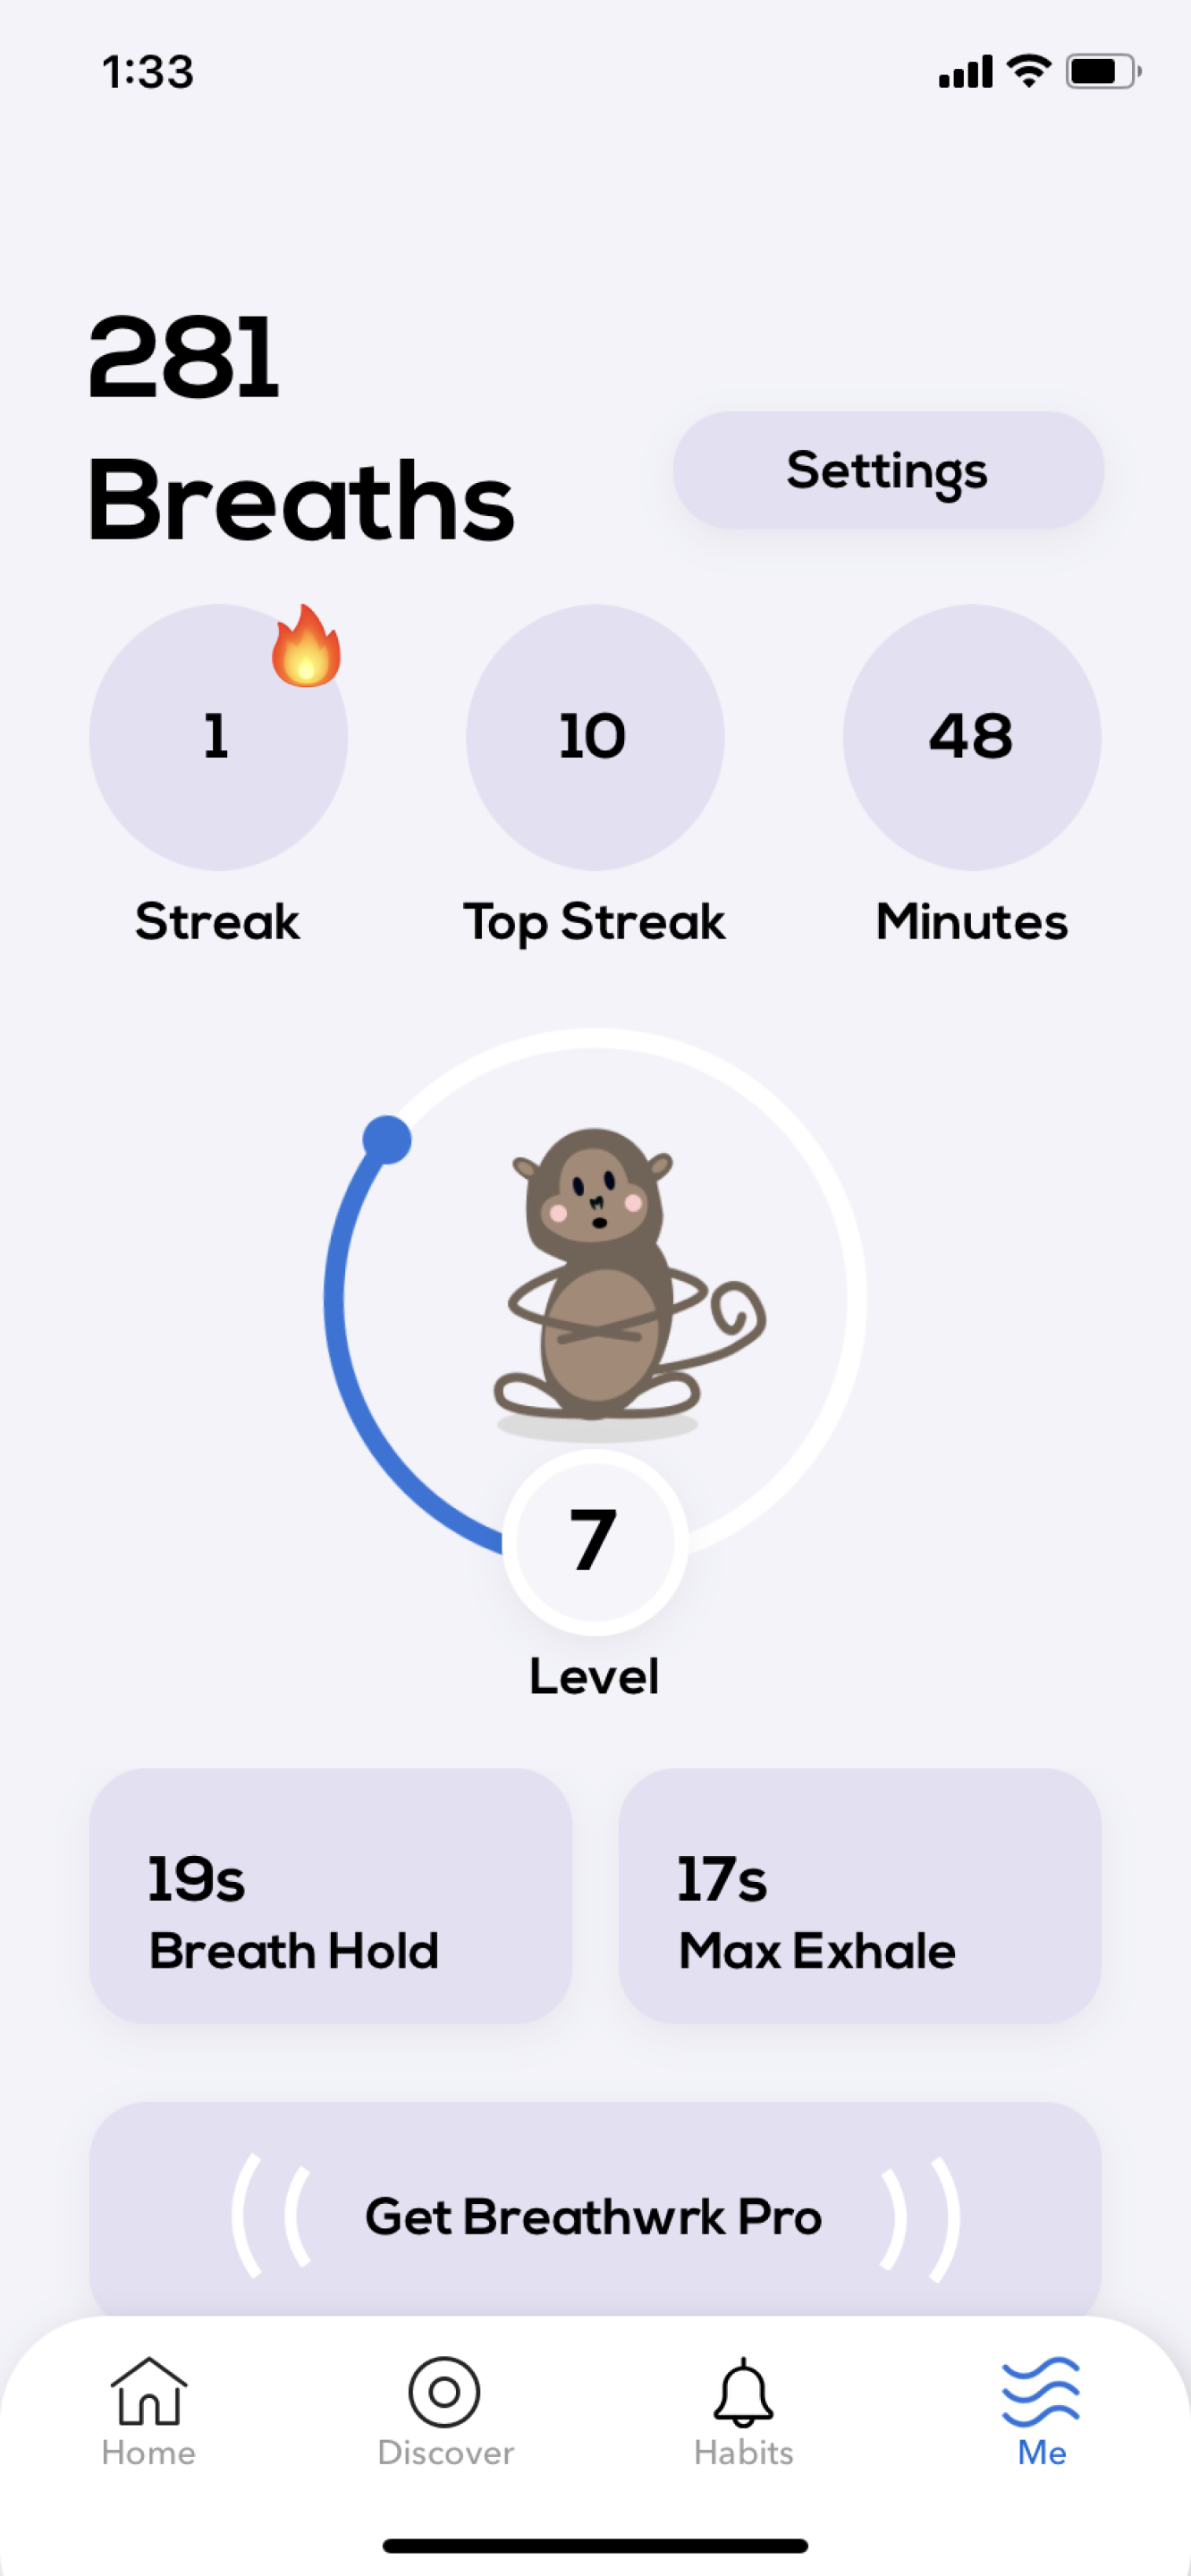 1:33
281
Breaths
Settings
1
10
48
Streak
Top Streak
Minutes
7
Level
19s
Breath Hold
17s
Max Exhale
Get Breathwrk Pro
Home
Discover
Habits
Me